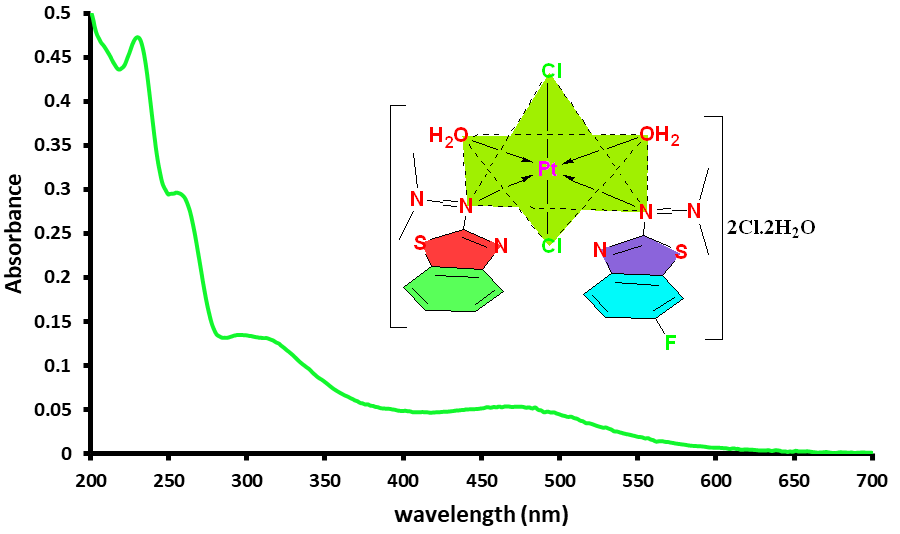 0.5
0.45
0.4
0.35
0.3
0.25
0.2
0.15
0.1
0.05
0
Absorbance
200 250 300 350 400 450 500 550 600 650 700
wavelength (nm)
Cl
H₂O OH₂
Pt
N N N N
Cl
S N N S
F
2Cl.2H₂O